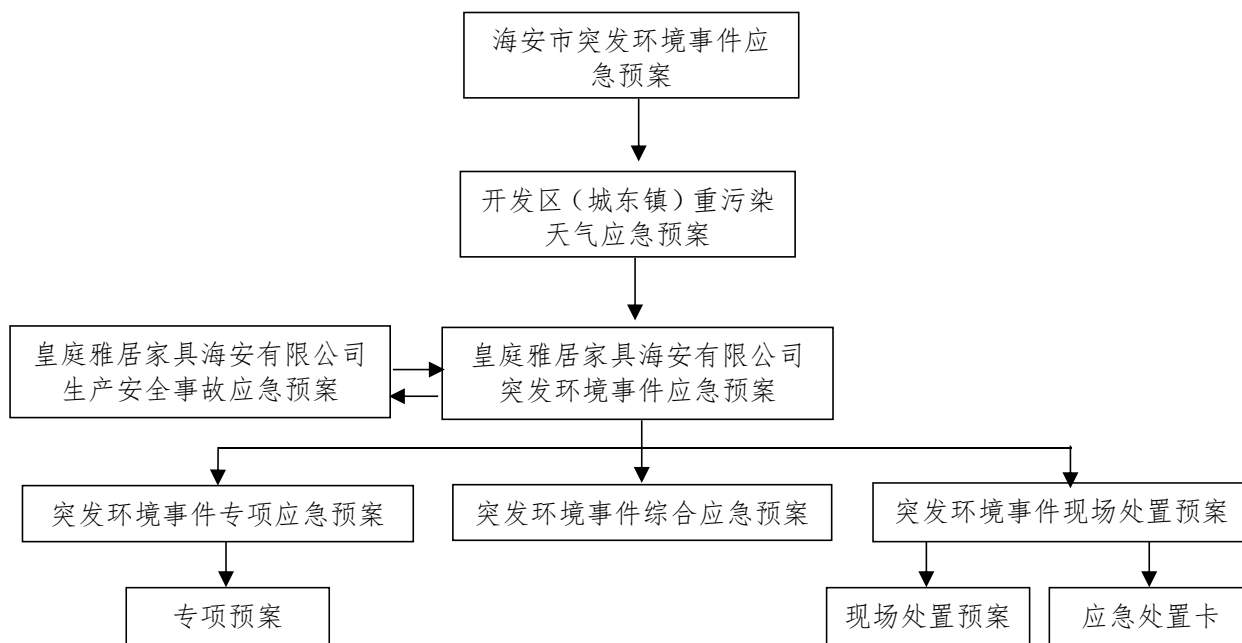 海安市突发环境事件应
急预案
开发区（城东镇）重污染
天气应急预案
皇庭雅居家具海安有限公司
生产安全事故应急预案
皇庭雅居家具海安有限公司
突发环境事件应急预案
突发环境事件专项应急预案
突发环境事件综合应急预案
突发环境事件现场处置预案
专项预案
现场处置预案
应急处置卡